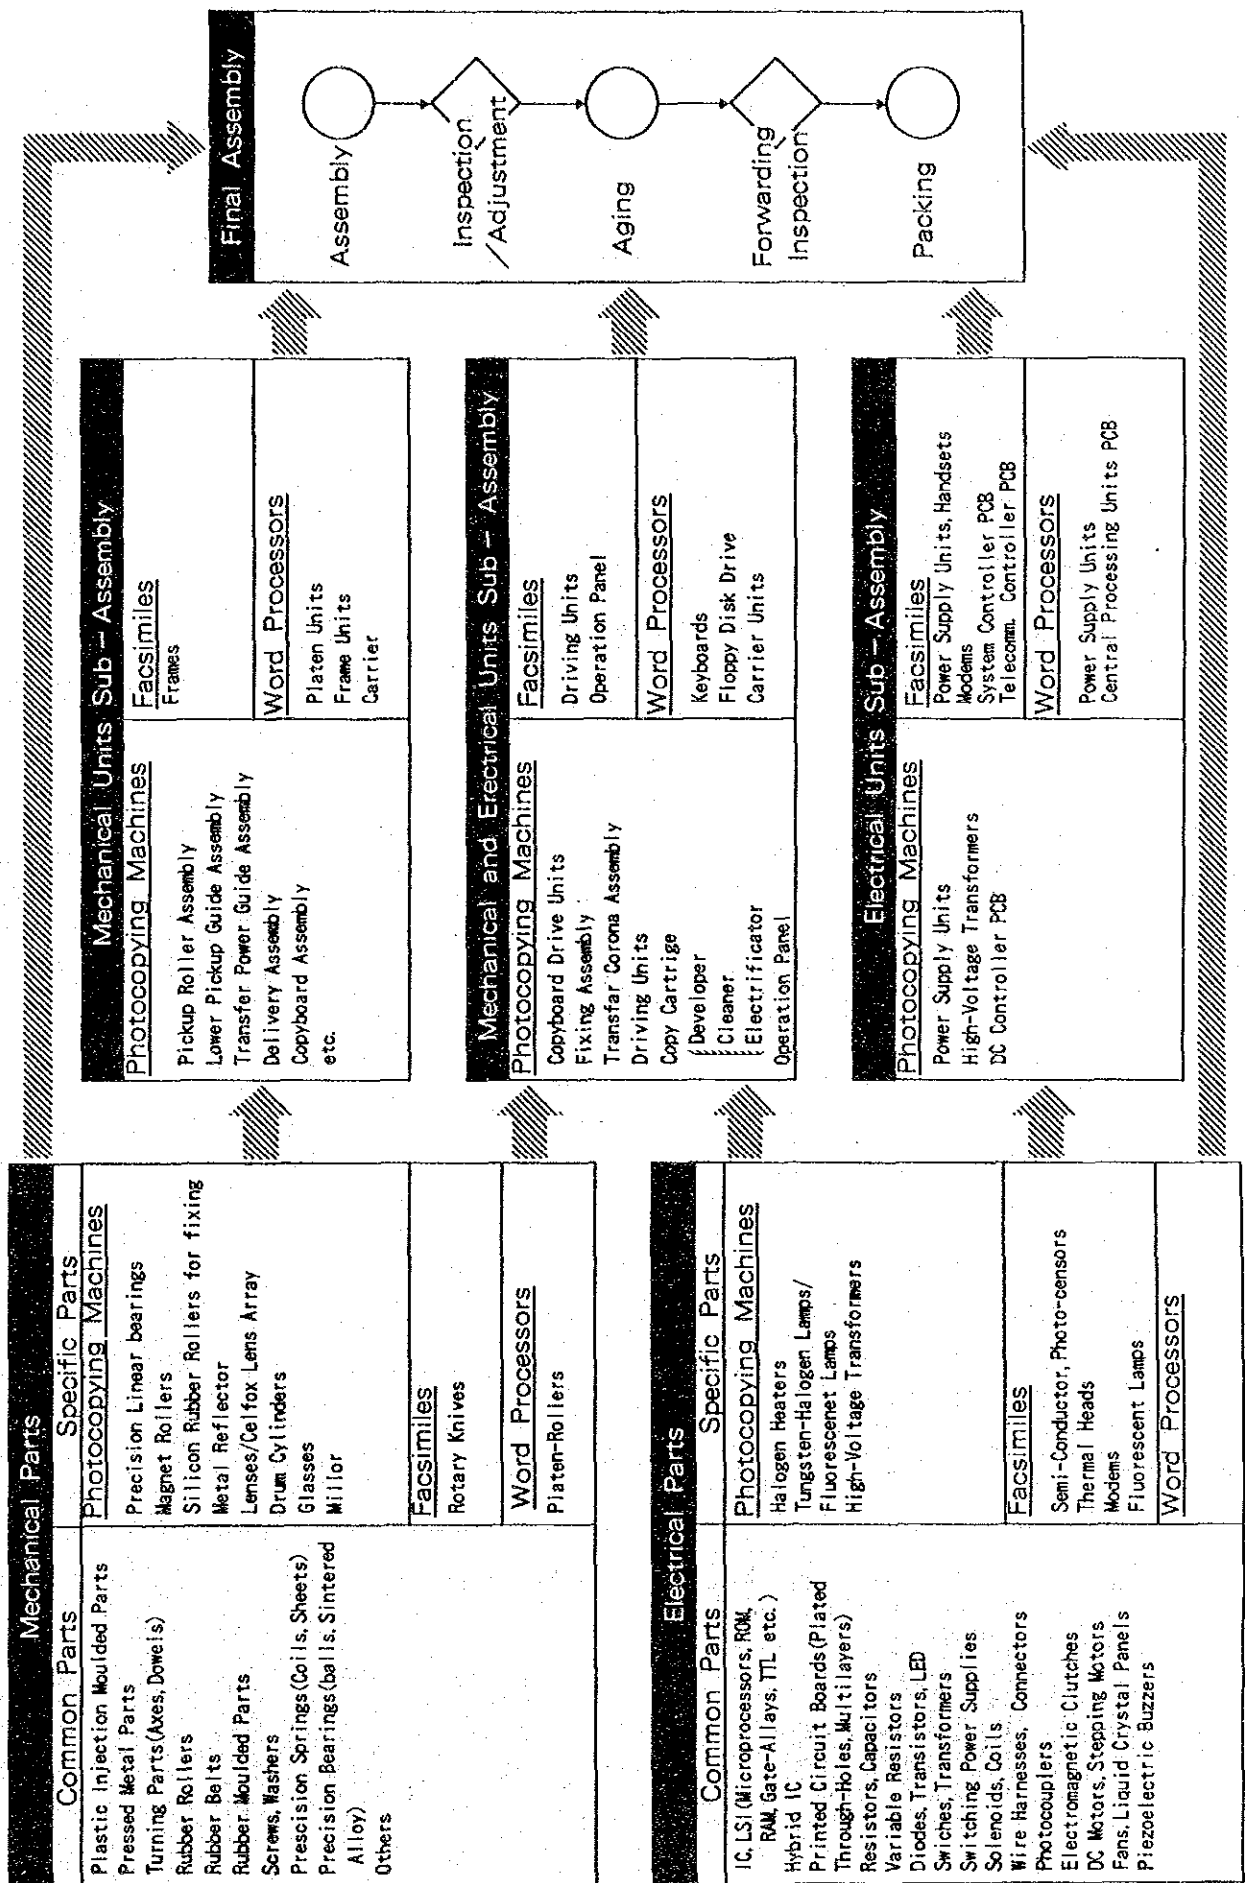 Mechanical Parts
Common Parts
Plastic Injection Moulded Parts
Pressed Metal Parts
Turning Parts(Axes, Dowels)
Rubber Rollers
Rubber Belts
Rubber Moulded Parts
Screws, Washers
Prescision Springs(Coils, Sheets)
Precision Bearings(balls, Sintered
Alloy)
Others
Specific Parts
Photocopying Machines
Precision Linear bearings
Magnet Rollers
Silicon Rubber Rollers for fixing
Metal Reflector
Lenses/Celfox Lens Array
Drum Cylinders
Glasses
Millor
Facsimiles
Rotary Knives
Word Processors
Platen-Rollers
Electrical Parts
Common Parts
IC, LSI(Microprocessors, ROM,
RAM, Gate-Allays, TTL etc.)
Hybrid IC
Printed Circuit Boards(Plated
Through-Holes, Multilayers)
Resistors, Capacitors
Variable Resistors
Diodes, Transistors, LED
Swiches, Transformers
Switching Power Supplies
Solenoids, Coils
Wire Harnesses, Connectors
Photocouplers
Electromagnetic Clutches
DC Motors, Stepping Motors
Fans, Liquid Crystal Panels
Piezoelectric Buzzers
Specific Parts
Photocopying Machines
Halogen Heaters
Tungsten-Halogen Lamps/
Fluorescenet Lamps
High-Voltage Transformers
Facsimiles
Semi-Conductor, Photo-censors
Thermal Heads
Modems
Fluorescent Lamps
Word Processors
Mechanical Units Sub-Assembly
Photocopying Machines
Pickup Roller Assembly
Lower Pickup Guide Assembly
Transfer Power Guide Assembly
Delivery Assembly
Copyboard Assembly
etc.
Facsimiles
Frames
Word Processors
Platen Units
Frame Units
Carrier
Mechanical and Erectrical Units Sub-Assembly
Photocopying Machines
Copyboard Drive Units
Fixing Assembly
Transfar Corona Assembly
Driving Units
Copy Cartrige
(Developer
Cleaner
(Electrificator
Operation Panel
Facsimiles
Driving Units
Operation Panel
Word Processors
Keyboards
Floppy Disk Drive
Carrier Units
Electrical Units Sub-Assembly
Photocopying Machines
Power Supply Units
High-Voltage Transformers
DC Controller PCB
Facsimiles
Power Supply Units, Handsets
Modems
System Controller PCB
Telecomm. Controller PCB
Word Processors
Power Supply Units
Central Processing Units PCB
Final Assembly
Assembly
Inspection
/Adjustment
Aging
Forwarding
Inspection
Packing